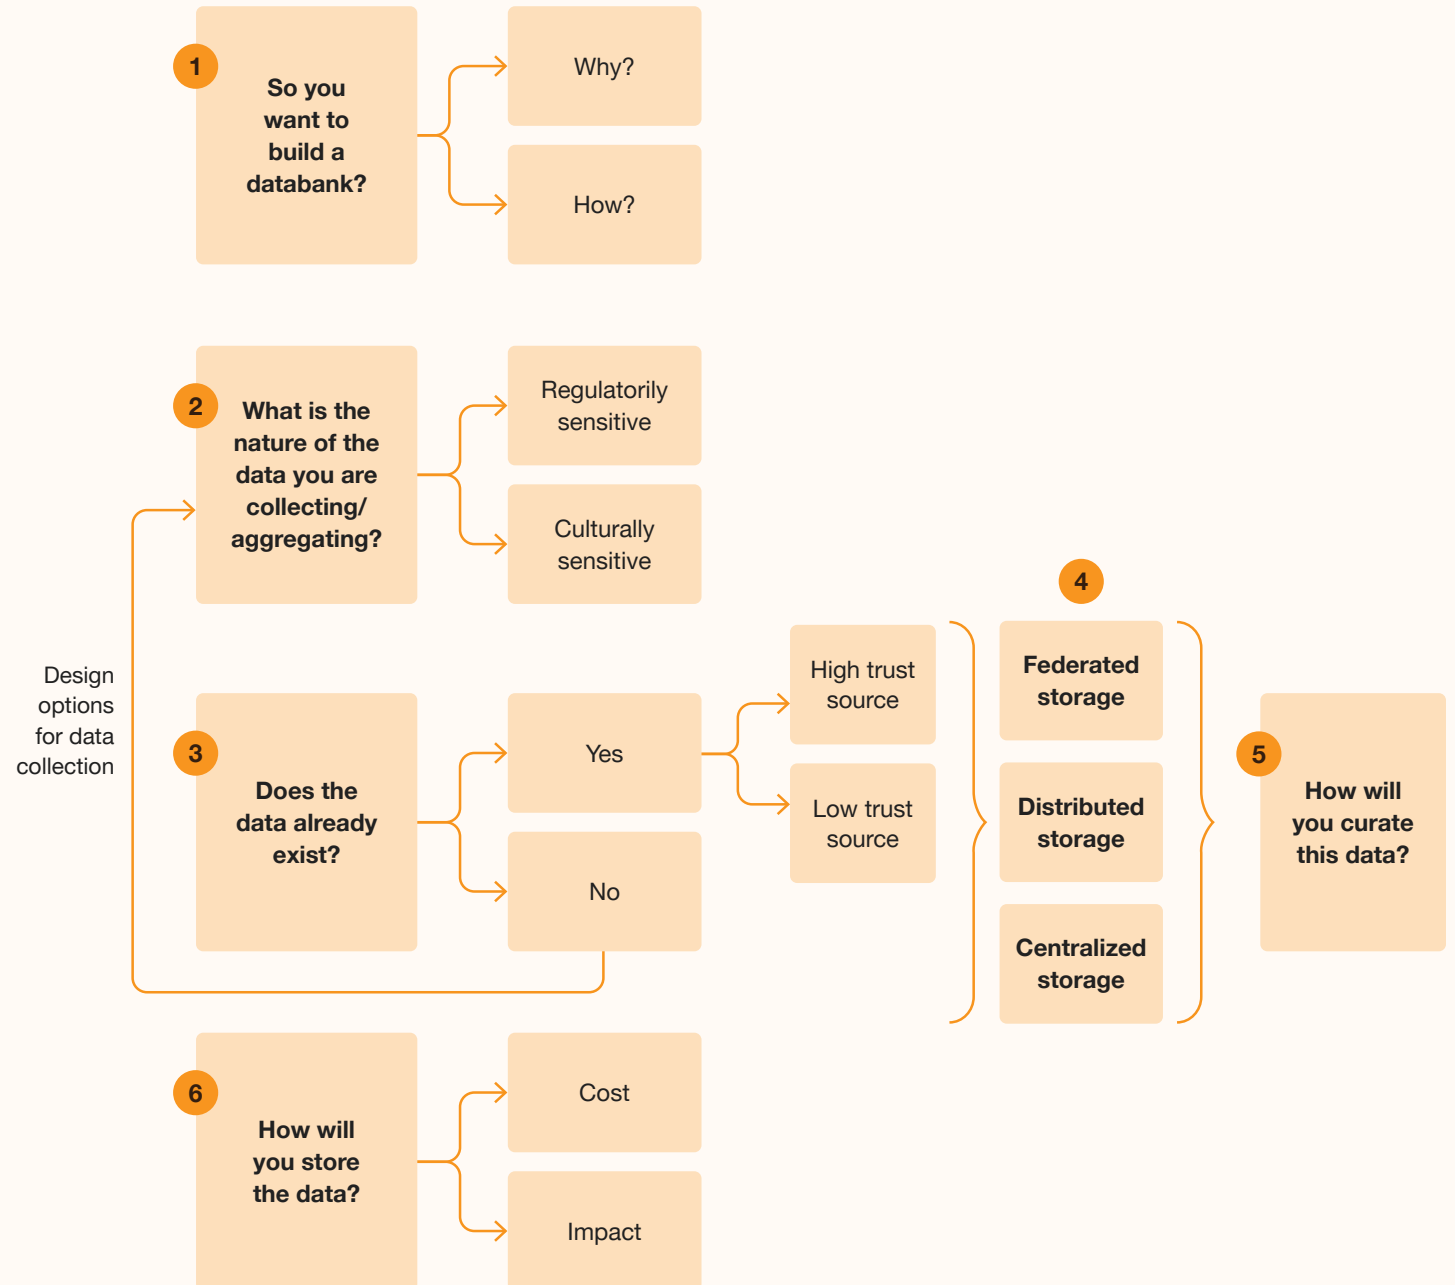 1
So you
want to
build a
databank?
Why?
How?
2
What is the
nature of the
data you are
collecting/
aggregating?
Regulatorily
sensitive
Culturally
sensitive
Design
options
for data
collection
3
Does the
data already
exist?
Yes
No
High trust
source
Low trust
source
4
Federated
storage
Distributed
storage
Centralized
storage
5
How will
you curate
this data?
6
How will
you store
the data?
Cost
Impact